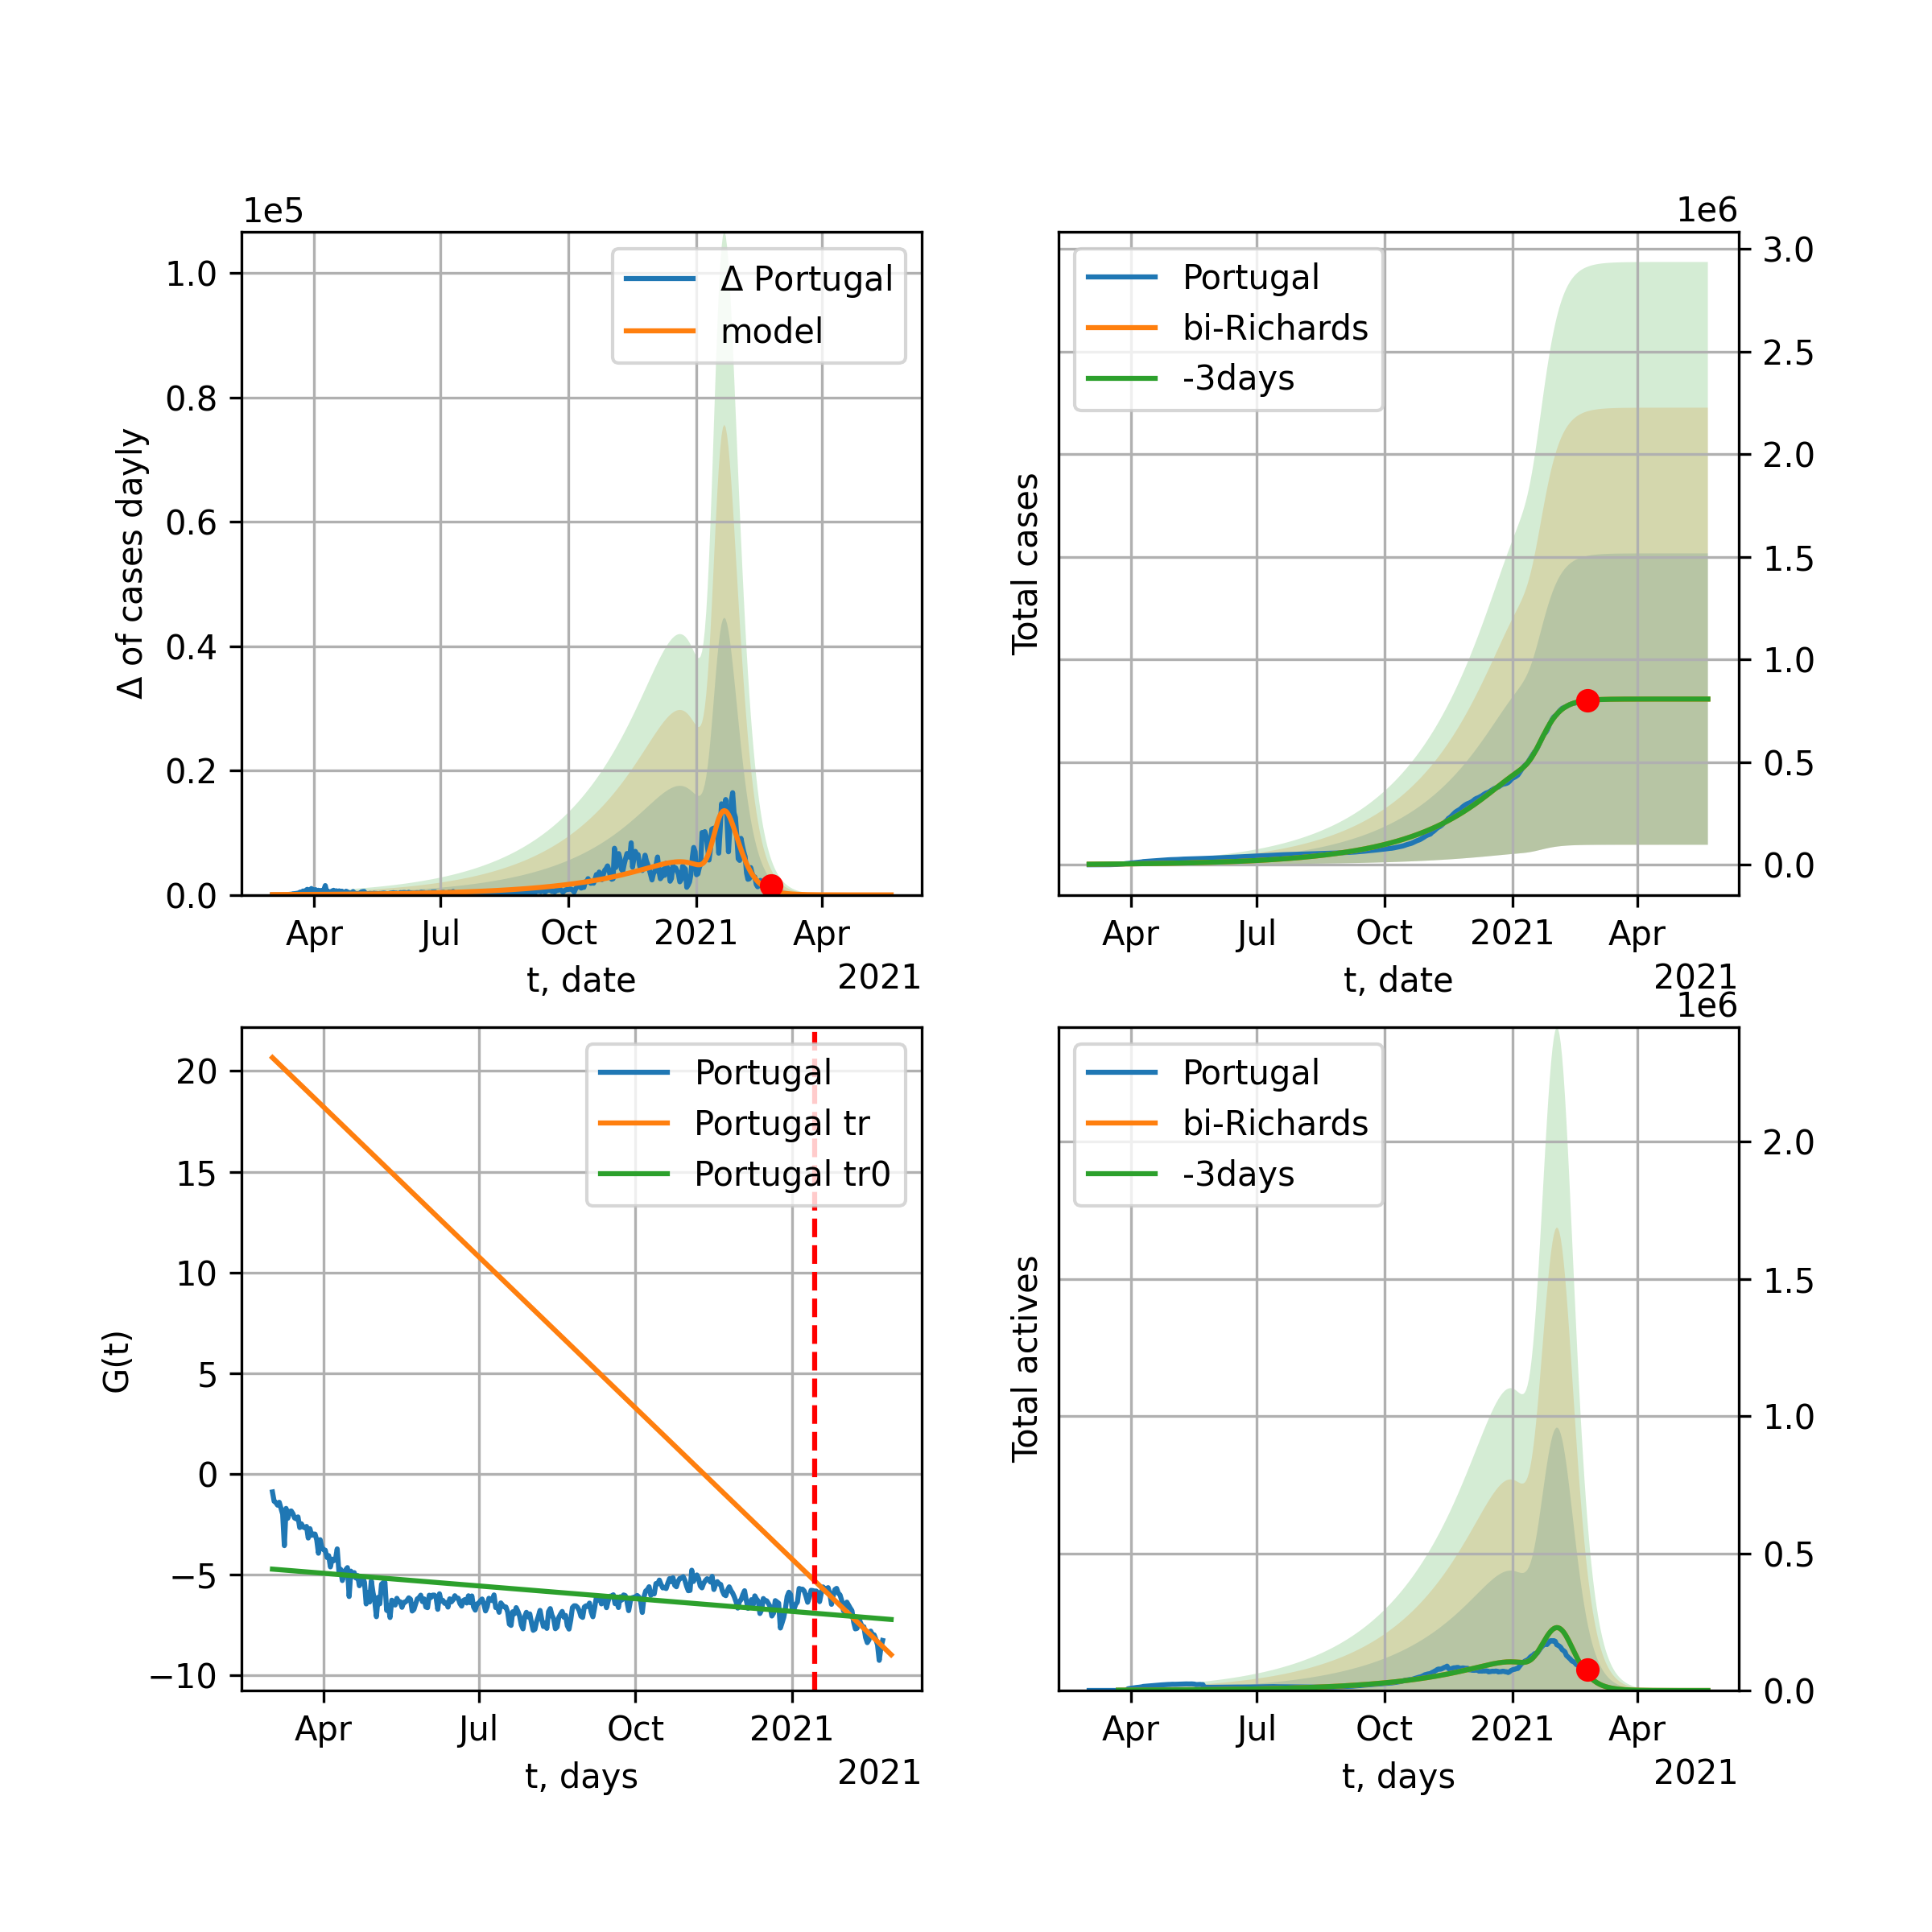 1e5
1.0
0.8
0.6
0.4
0.2
0.0
Δ of cases dayly
Δ Portugal
model
Apr Jul Oct 2021 Apr
t, date
2021
1e6
3.0
2.5
2.0
1.5
1.0
0.5
0.0
Total cases
Portugal
bi-Richards
-3days
Apr Jul Oct 2021 Apr
t, date
2021
20
15
10
5
0
−5
−10
G(t)
Portugal
Portugal tr
Portugal tr0
Apr Jul Oct 2021
t, days
2021
1e6
2.0
1.5
1.0
0.5
0.0
Total actives
Portugal
bi-Richards
-3days
Apr Jul Oct 2021 Apr
t, days
2021